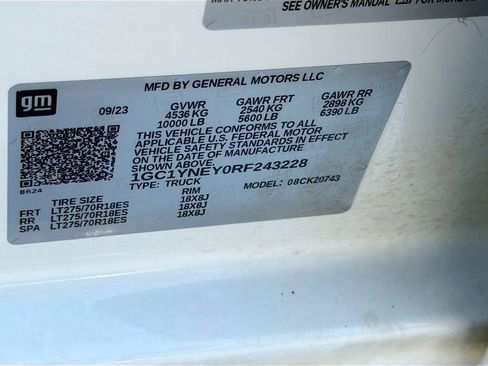 SEE OWNER'S MANUAL
MFD BY GENERAL MOTORS LLC
gm
09/23
GVWR GAWR FRT GAWR RR
4536 KG 2540 KG 2898 KG
10000 LB 5600 LB 6390 LB
THIS VEHICLE CONFORMS TO ALL
APPLICABLE U.S. FEDERAL MOTOR
VEHICLE SAFETY STANDARDS IN EFFECT
ON THE DATE OF MANUFACTURE
SHOWN ABOVE.
1GC1YNEY0RF243228
TYPE: TRUCK MODEL: 08CK20743
B624
TIRE SIZE RIM
FRT LT275/70R18ES 18X8J
RR LT275/70R18ES 18X8J
SPA LT275/70R18ES 18X8J